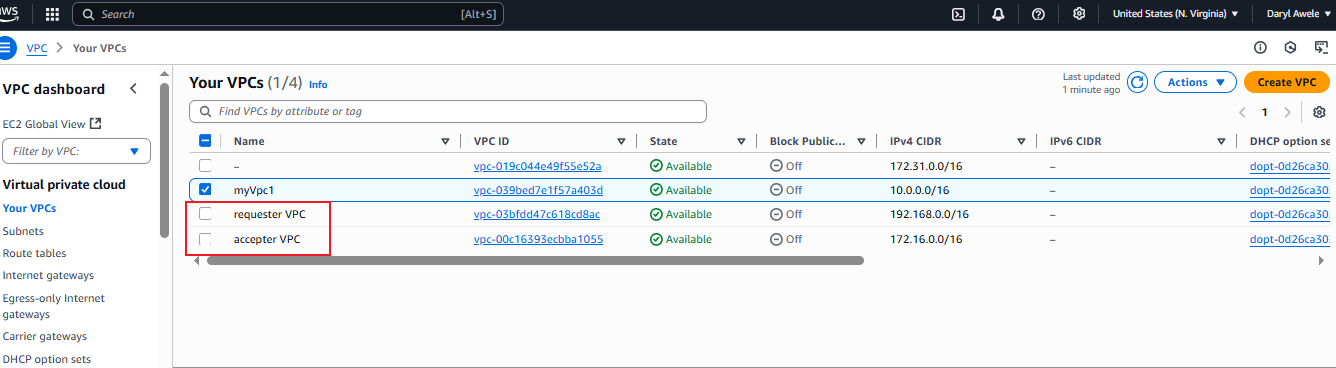 aws Search [Alt+S] United States (N. Virginia) Daryl Awele
VPC > Your VPCs
VPC dashboard
EC2 Global View
Filter by VPC:
Virtual private cloud
Your VPCs
Subnets
Route tables
Internet gateways
Egress-only Internet
gateways
Carrier gateways
DHCP option sets
Your VPCs (1/4) Info
Last updated
1 minute ago
Actions
Create VPC
Find VPCs by attribute or tag
1
Name VPC ID State Block Public... IPv4 CIDR IPv6 CIDR DHCP option se
– vpc-019c044e49f55e52a Available Off 172.31.0.0/16 – dopt-0d26ca30
myVpc1 vpc-039bed7e1f57a403d Available Off 10.0.0.0/16 – dopt-0d26ca30
requester VPC vpc-03bfdd47c618cd8ac Available Off 192.168.0.0/16 – dopt-0d26ca30
accepter VPC vpc-00c16393ecbba1055 Available Off 172.16.0.0/16 – dopt-0d26ca30